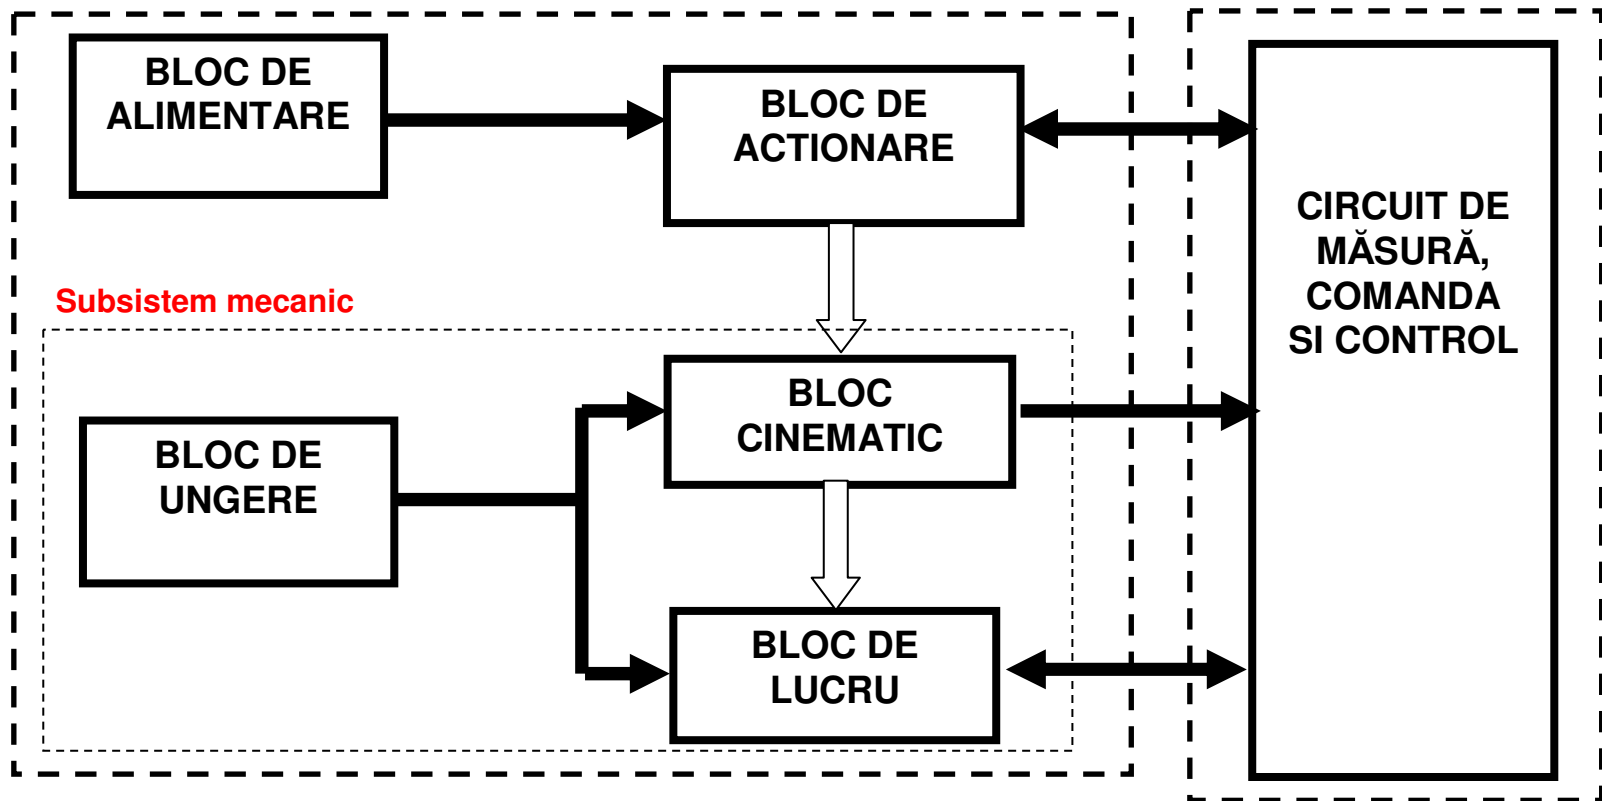 BLOC DE
ALIMENTARE
BLOC DE
ACTIONARE
CIRCUIT DE
MĂSURĂ,
COMANDA
SI CONTROL
Subsistem mecanic
BLOC
CINEMATIC
BLOC DE
UNGERE
BLOC DE
LUCRU